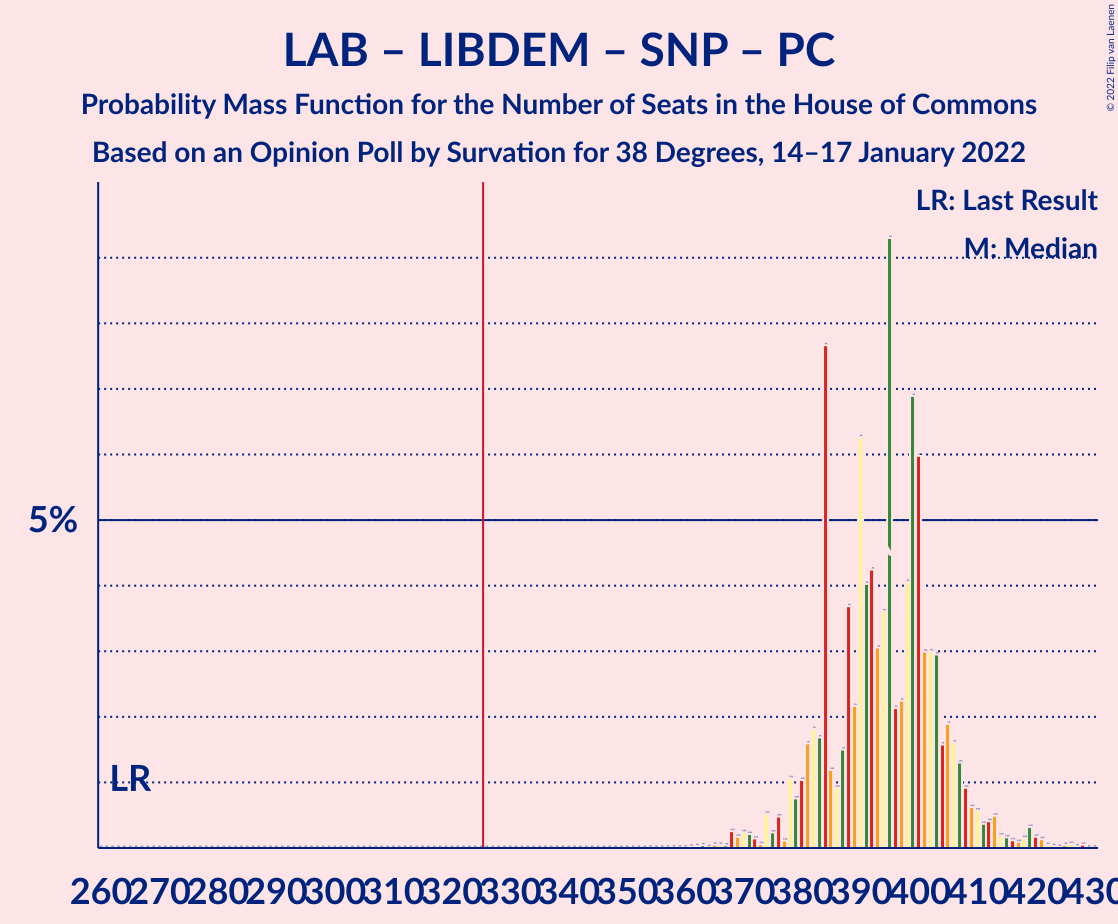 LAB – LIBDEM – SNP – PC
Probability Mass Function for the Number of Seats in the House of Commons
Based on an Opinion Poll by Survation for 38 Degrees, 14–17 January 2022
© 2022 Filip van Laenen
LR: Last Result
M: Median
5%
LR
260 270 280 290 300 310 320 330 340 350 360 370 380 390 400 410 420 430